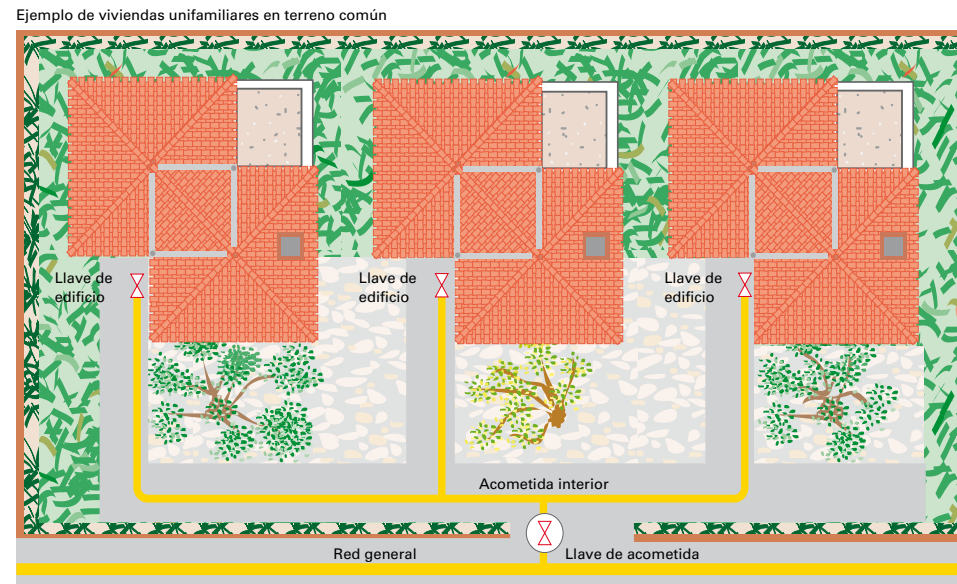 Ejemplo de viviendas unifamiliares en terreno común
Llave de
edificio
Llave de
edificio
Llave de
edificio
Acometida interior
Red general
Llave de acometida